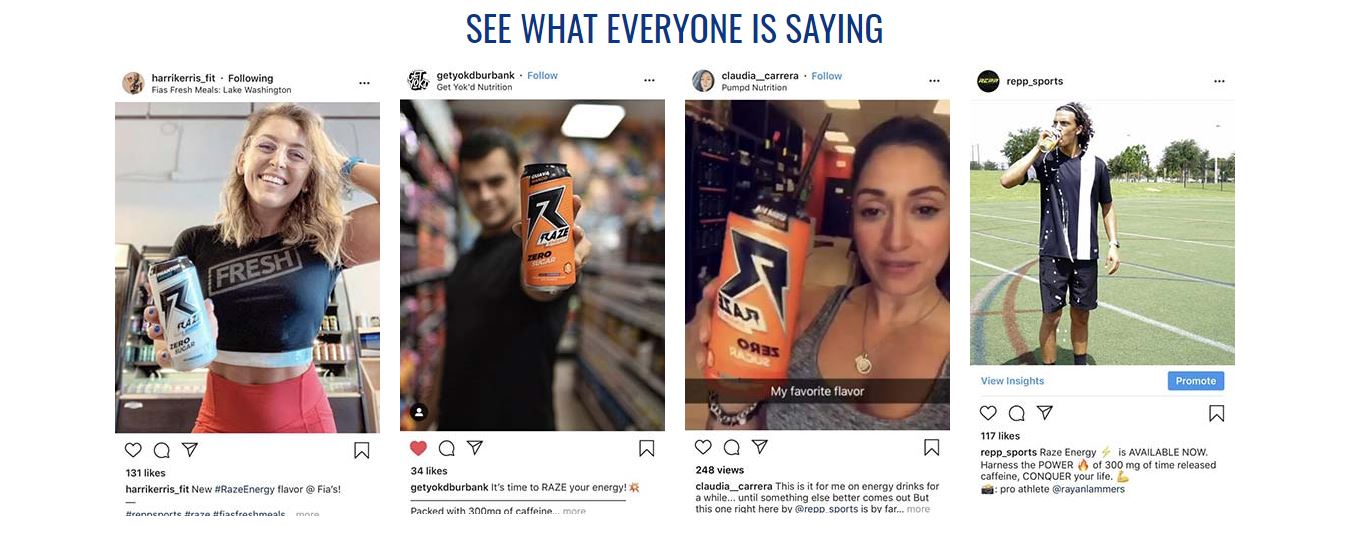 SEE WHAT EVERYONE IS SAYING
harrikerris_fit · Following
Fias Fresh Meals: Lake Washington
FRESH
RAZE
ZERO
SUGAR
131 likes
harrikerris_fit New #RazeEnergy flavor @ Fia's!
—
#reppsports #raze #fiasfreshmeals... more
getyokdburbank · Follow
Get Yok'd Nutrition
GUAVA
MANGO
RAZE
ZERO
SUGAR
34 likes
getyokdburbank It's time to RAZE your energy! 💥
Packed with 300mg of caffeine... more
claudia__carrera · Follow
Pumpd Nutrition
RAZE
ZERO
SUGAR
My favorite flavor
248 views
claudia__carrera This is it for me on energy drinks for
a while... until something else better comes out But
this one right here by @repp_sports is by far... more
REPP
repp_sports
View Insights
Promote
117 likes
repp_sports Raze Energy ⚡ is AVAILABLE NOW.
Harness the POWER 🔥 of 300 mg of time released
caffeine, CONQUER your life. 💪
📸: pro athlete @rayanlammers